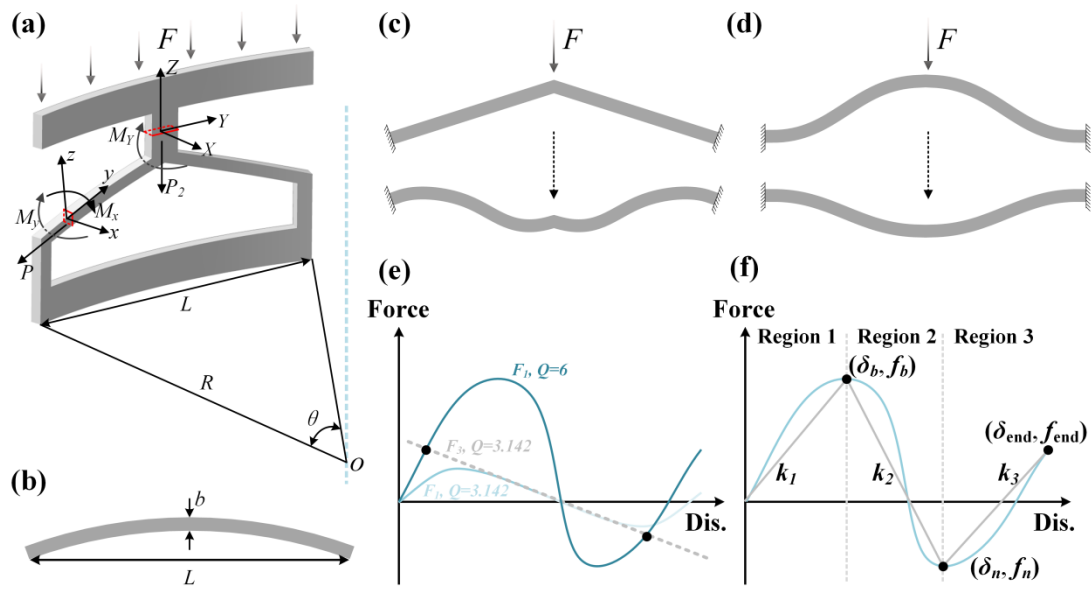 (a)
F
Z
Y
X
M_Y
P_2
z
y
x
M_y
M_x
P
L
R
θ
O
(b)
b
L
(c)
F
(d)
F
(e)
Force
F_1, Q=6
F_3, Q=3.142
F_1, Q=3.142
Dis.
(f)
Force
Region 1 Region 2 Region 3
(δ_b, f_b)
(δ_end, f_end)
k_1
k_2
k_3
Dis.
(δ_n, f_n)